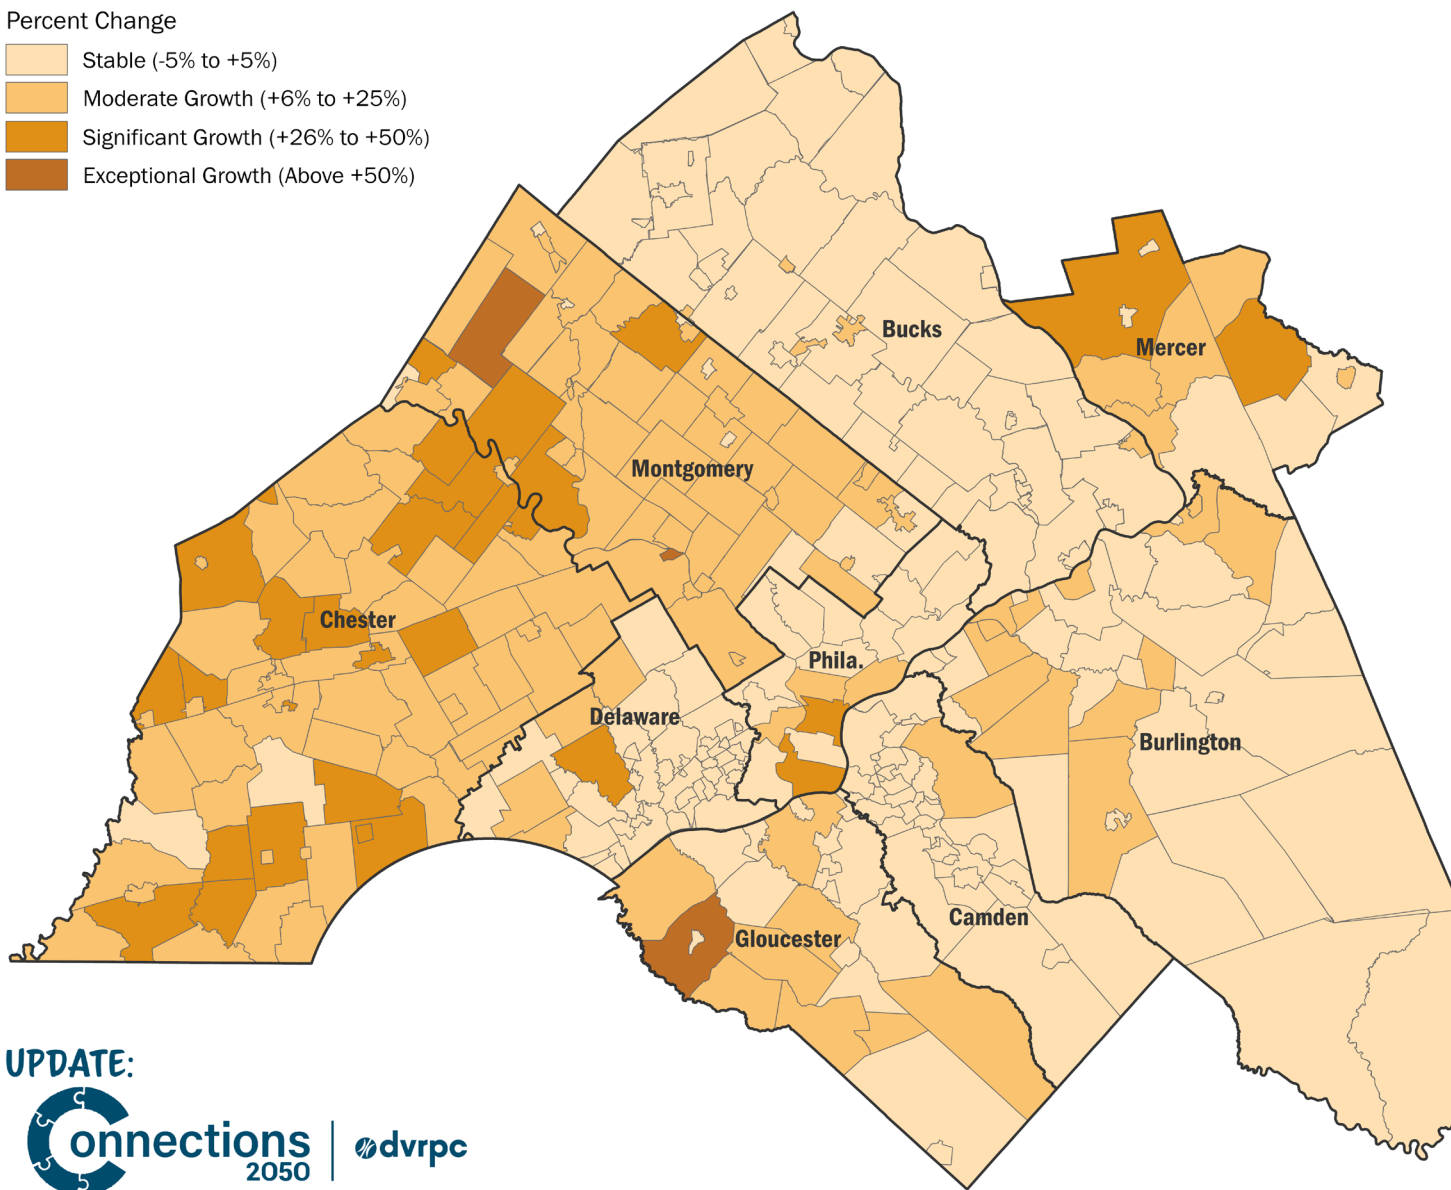 Percent Change
Stable (-5% to +5%)
Moderate Growth (+6% to +25%)
Significant Growth (+26% to +50%)
Exceptional Growth (Above +50%)
Bucks
Mercer
Montgomery
Chester
Phila.
Delaware
Burlington
Camden
Gloucester
UPDATE:
Connections
2050
dvrpc